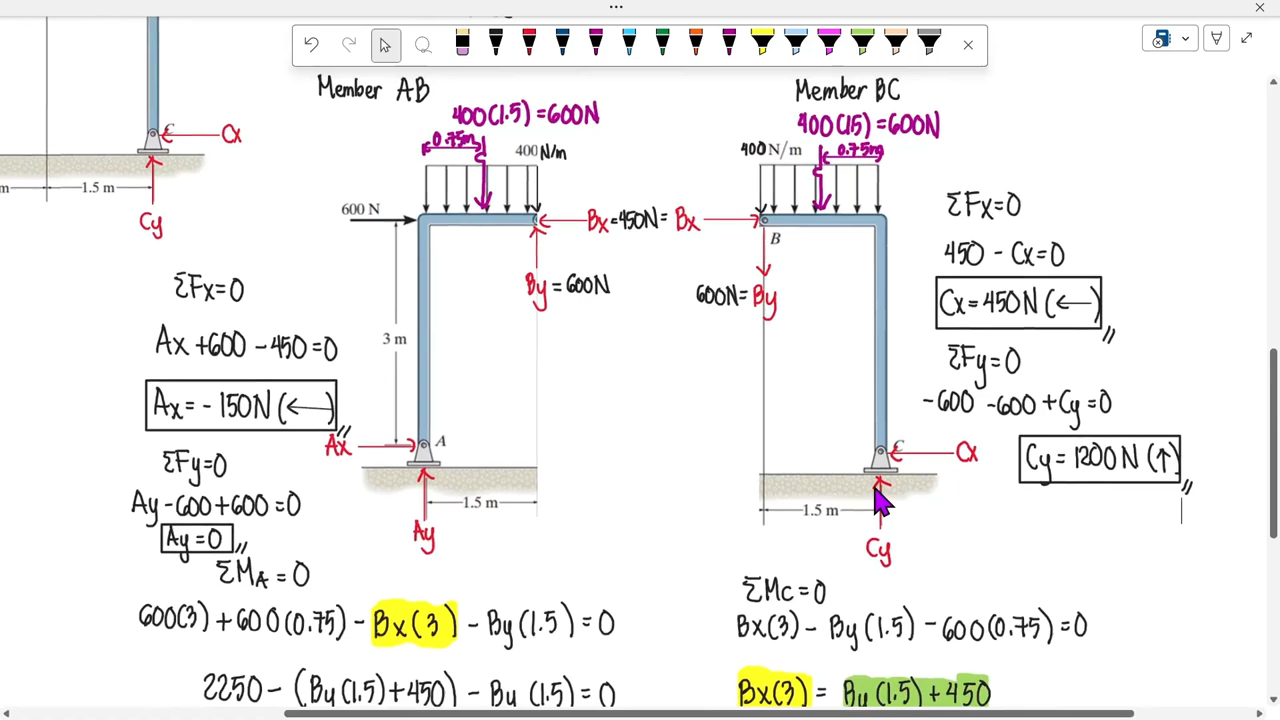 Member AB
Member BC
400(1.5)=600N
400(15)=600N
0.75m
400 N/m
400 N/m
0.75m
C
Cx
m
1.5 m
Cy
600 N
Bx=450N= Bx
B
By = 600N
600N= By
ΣFx=0
Ax +600 -450=0
Ax= - 150N (←)
Ax
3 m
A
ΣFy=0
Ay-600+600=0
Ay=0
1.5 m
Ay
ΣFx=0
450 - Cx=0
Cx=450N (←)
ΣFy=0
-600 -600 +Cy=0
Cy= 1200N (↑)
C
Cx
1.5 m
Cy
ΣMA = 0
600(3) + 600(0.75) - Bx(3) - By(1.5) = 0
2250 - (By(1.5)+450) - By (1.5) = 0
ΣMc=0
Bx(3) - By(1.5) - 600(0.75) = 0
Bx(3) = By(1.5)+450